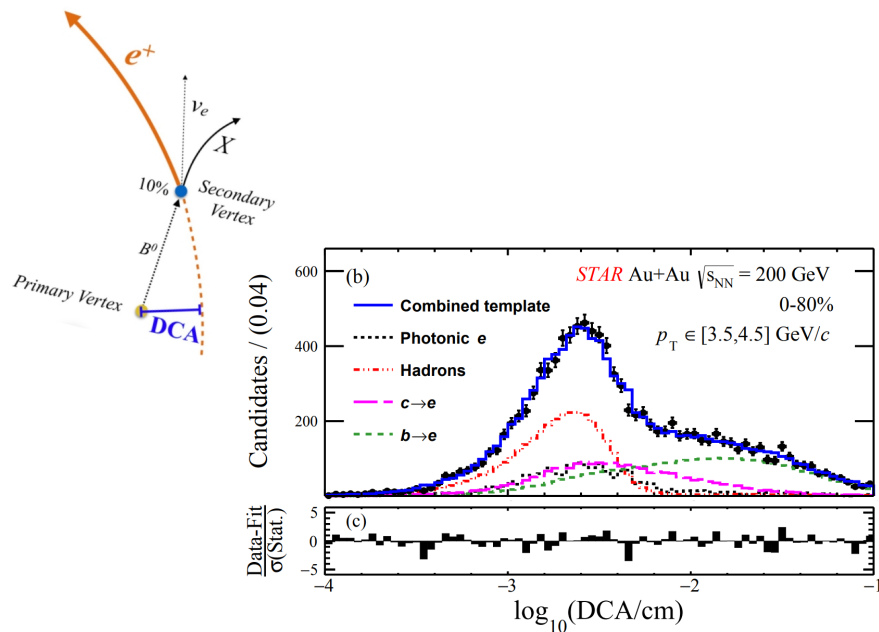 e⁺
νₑ
X
10%
Secondary
Vertex
B⁰
Primary Vertex
DCA
(b)
STAR Au+Au √s_NN = 200 GeV
0-80%
p_T ∈ [3.5,4.5] GeV/c
Combined template
Photonic e
Hadrons
c→e
b→e
600
400
200
Candidates / (0.04)
(c)
5
0
−5
Data-Fit
σ(Stat.)
−4
−3
−2
−1
log₁₀(DCA/cm)